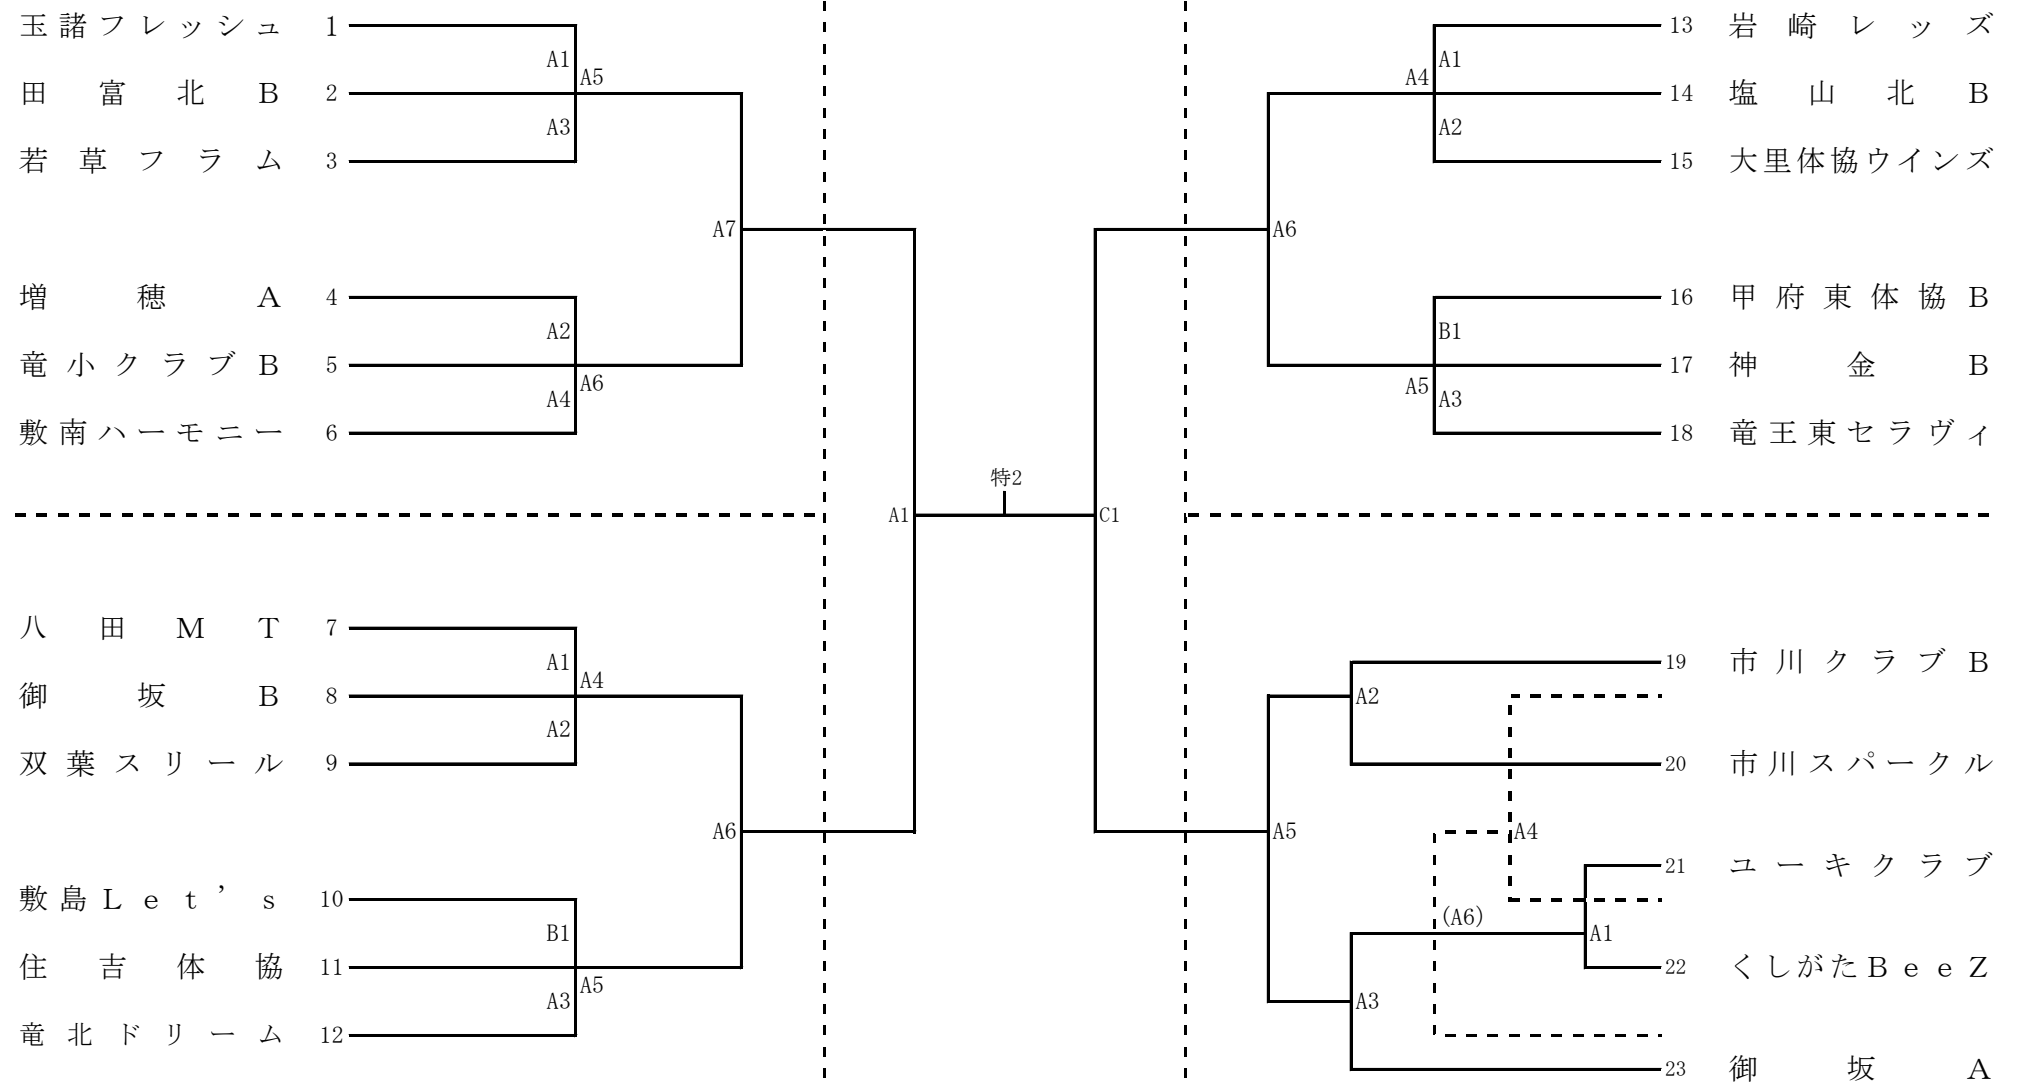 玉諸フレッシュ 1
A1
A5
田富北B 2
A3
若草フラム 3
A7
増穂A 4
A2
竜小クラブB 5
A6
A4
敷南ハーモニー 6
八田MT 7
A1
A4
御坂B 8
A2
双葉スリール 9
A6
敷島Let’s 10
B1
住吉体協 11
A5
A3
竜北ドリーム 12
特2
A1
C1
13 岩崎レッズ
A1
A4
14 塩山北B
A2
15 大里体協ウインズ
A6
16 甲府東体協B
B1
17 神金B
A5
A3
18 竜王東セラヴィ
19 市川クラブB
A2
20 市川スパークル
A5
A4
21 ユーキクラブ
(A6)
A1
22 くしがたBeeZ
A3
23 御坂A